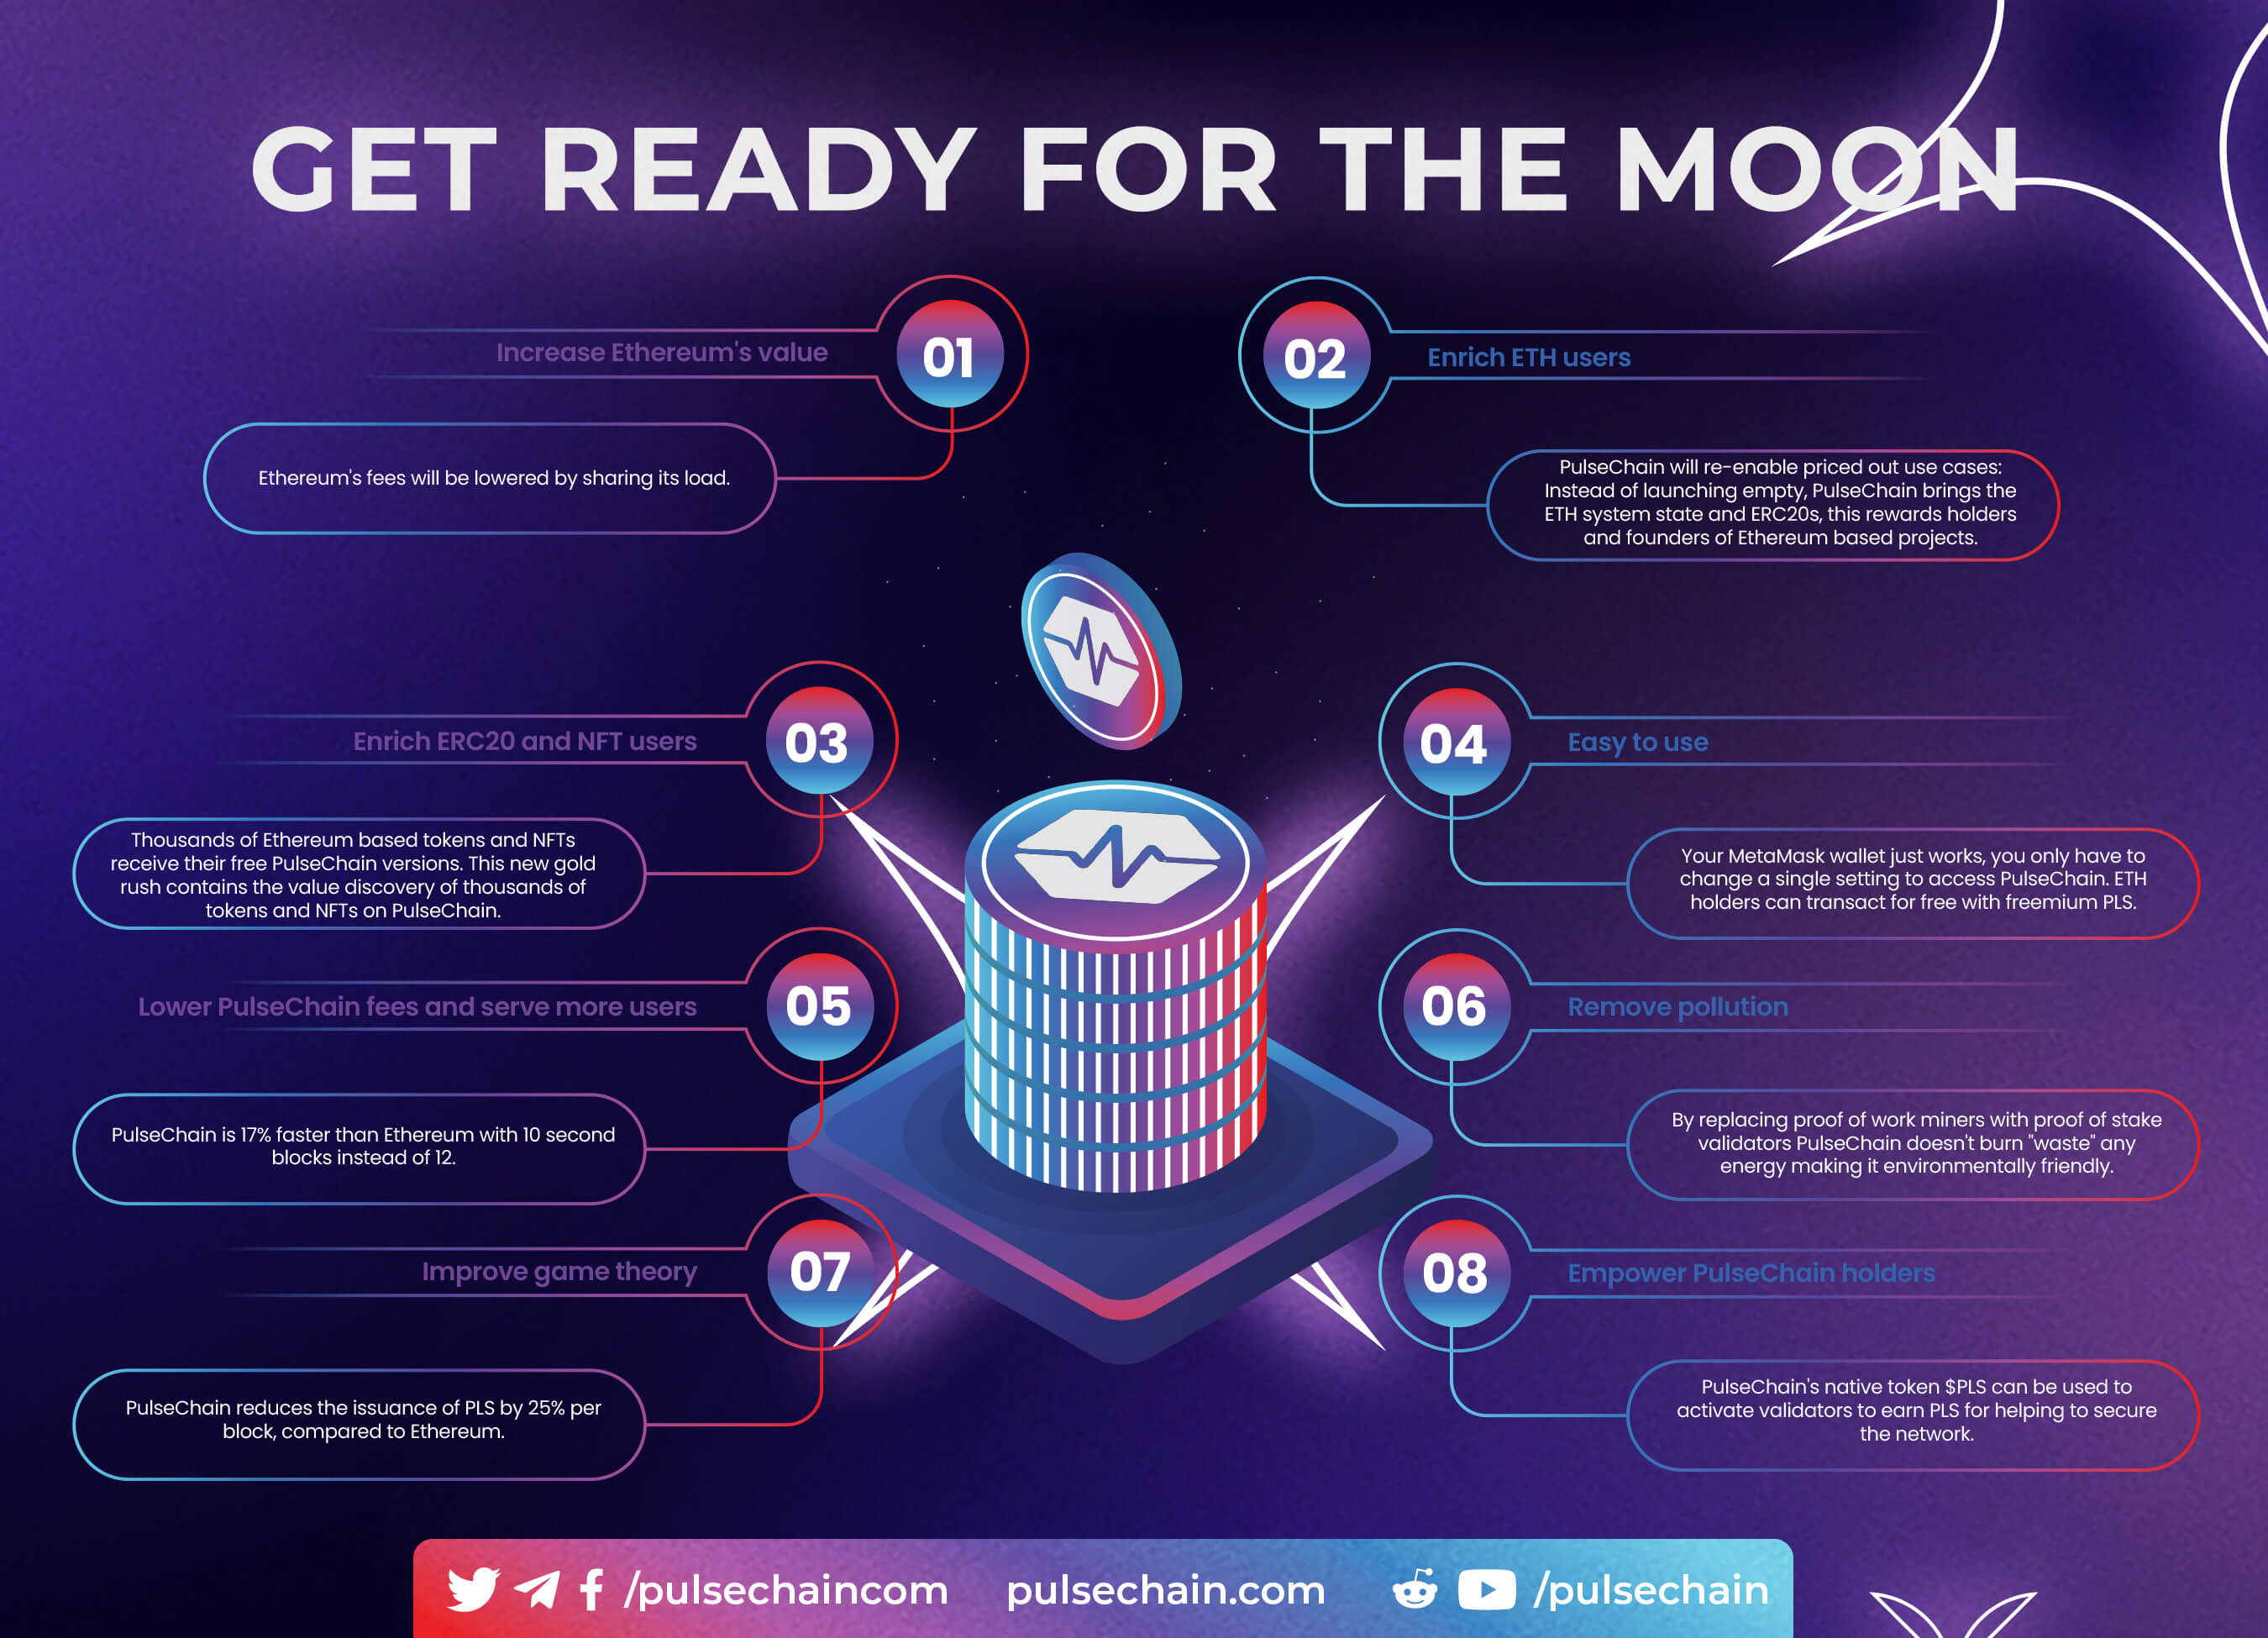 GET READY FOR THE MOON
01
Increase Ethereum's value
Ethereum's fees will be lowered by sharing its load.
02
Enrich ETH users
PulseChain will re-enable priced out use cases:
Instead of launching empty, PulseChain brings the
ETH system state and ERC20s, this rewards holders
and founders of Ethereum based projects.
03
Enrich ERC20 and NFT users
Thousands of Ethereum based tokens and NFTs
receive their free PulseChain versions. This new gold
rush contains the value discovery of thousands of
tokens and NFTs on PulseChain.
04
Easy to use
Your MetaMask wallet just works, you only have to
change a single setting to access PulseChain. ETH
holders can transact for free with freemium PLS.
05
Lower PulseChain fees and serve more users
PulseChain is 17% faster than Ethereum with 10 second
blocks instead of 12.
06
Remove pollution
By replacing proof of work miners with proof of stake
validators PulseChain doesn't burn "waste" any
energy making it environmentally friendly.
07
Improve game theory
PulseChain reduces the issuance of PLS by 25% per
block, compared to Ethereum.
08
Empower PulseChain holders
PulseChain's native token $PLS can be used to
activate validators to earn PLS for helping to secure
the network.
/pulsechaincom
pulsechain.com
/pulsechain